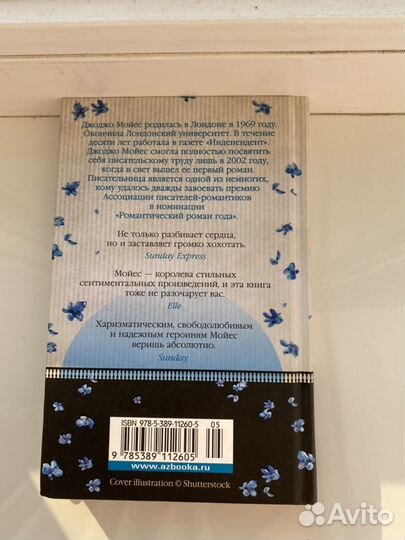 Джоджо Мойес родилась в Лондоне в 1969 году.
Окончила Лондонский университет. В течение
десяти лет работала в газете «Индепендент».
Джоджо Мойес смогла полностью посвятить
себя писательскому труду лишь в 2002 году,
когда в свет вышел ее первый роман.
Писательница является одной из немногих,
кому удалось дважды завоевать премию
Ассоциации писателей-романтиков
в номинации
«Романтический роман года».
Не только разбивает сердца,
но и заставляет громко хохотать.
Sunday Express
Мойес — королева стильных
сентиментальных произведений, и эта книга
тоже не разочарует вас.
Elle
Харизматическим, свободолюбивым
и надежным героиням Мойес
веришь абсолютно.
Sunday
ISBN 978-5-389-11260-5
05
9 785389 112605
www.azbooka.ru
Cover illustration © Shutterstock
Avito